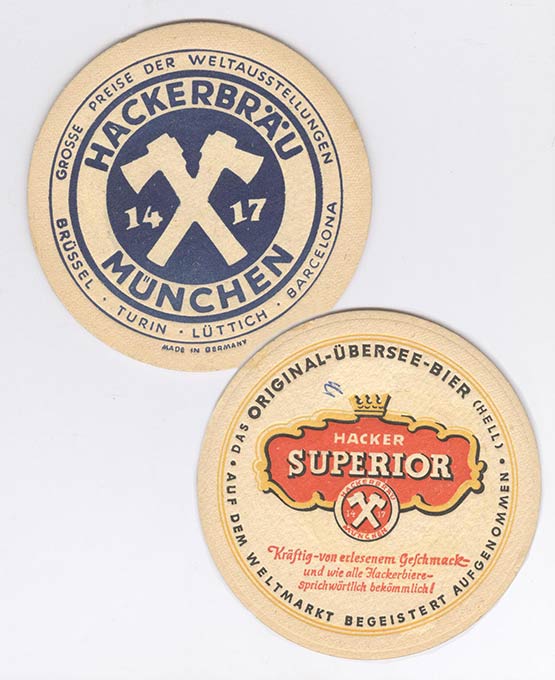 GROSSE PREISE DER WELTAUSSTELLUNGEN
HACKERBRÄU
14 17
MÜNCHEN
BRÜSSEL · TURIN · LÜTTICH · BARCELONA
MADE IN GERMANY
• DAS ORIGINAL-ÜBERSEE-BIER (HELL) •
HACKER
SUPERIOR
HACKERBRÄU
14 17
MÜNCHEN
Kräftig-von erlesenem Geschmack-
und wie alle Hackerbiere-
sprichwörtlich bekömmlich!
AUF DEM WELTMARKT BEGEISTERT AUFGENOMMEN